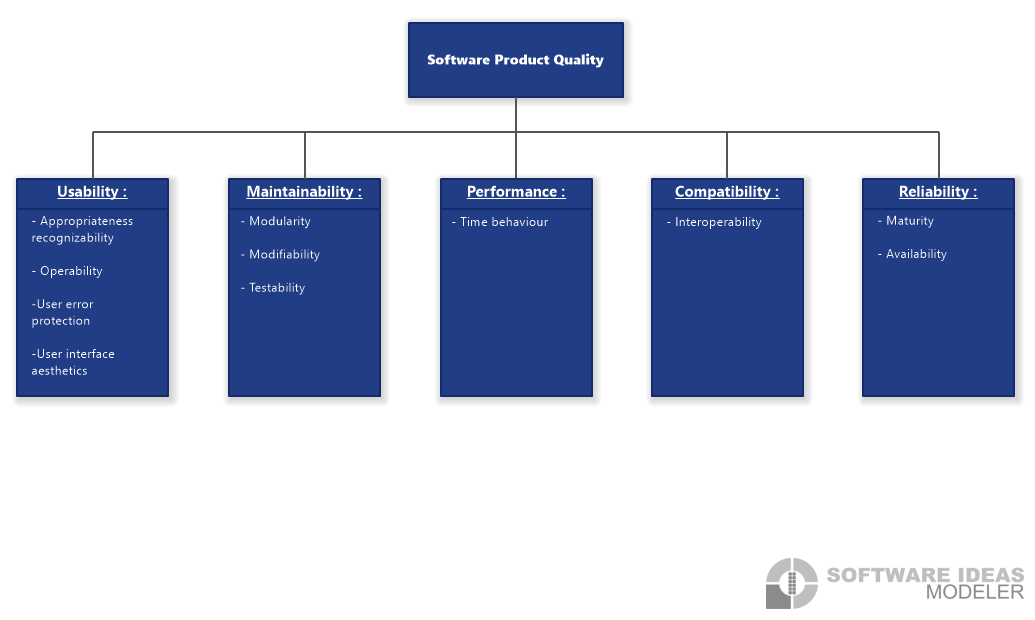 Software Product Quality
Usability :
- Appropriateness
recognizability
- Operability
-User error
protection
-User interface
aesthetics
Maintainability :
- Modularity
- Modifiability
- Testability
Performance :
- Time behaviour
Compatibility :
- Interoperability
Reliability :
- Maturity
- Availability
SOFTWARE IDEAS
MODELER